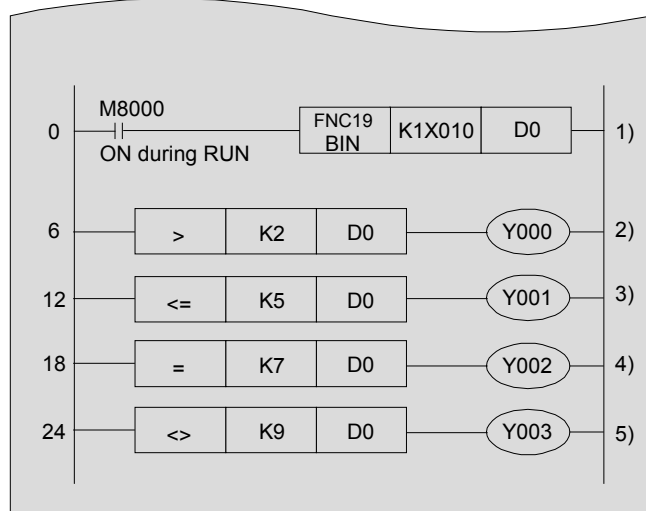 M8000
0 FNC19 BIN K1X010 D0 1)
ON during RUN
6 > K2 D0 Y000 2)
12 <= K5 D0 Y001 3)
18 = K7 D0 Y002 4)
24 <> K9 D0 Y003 5)